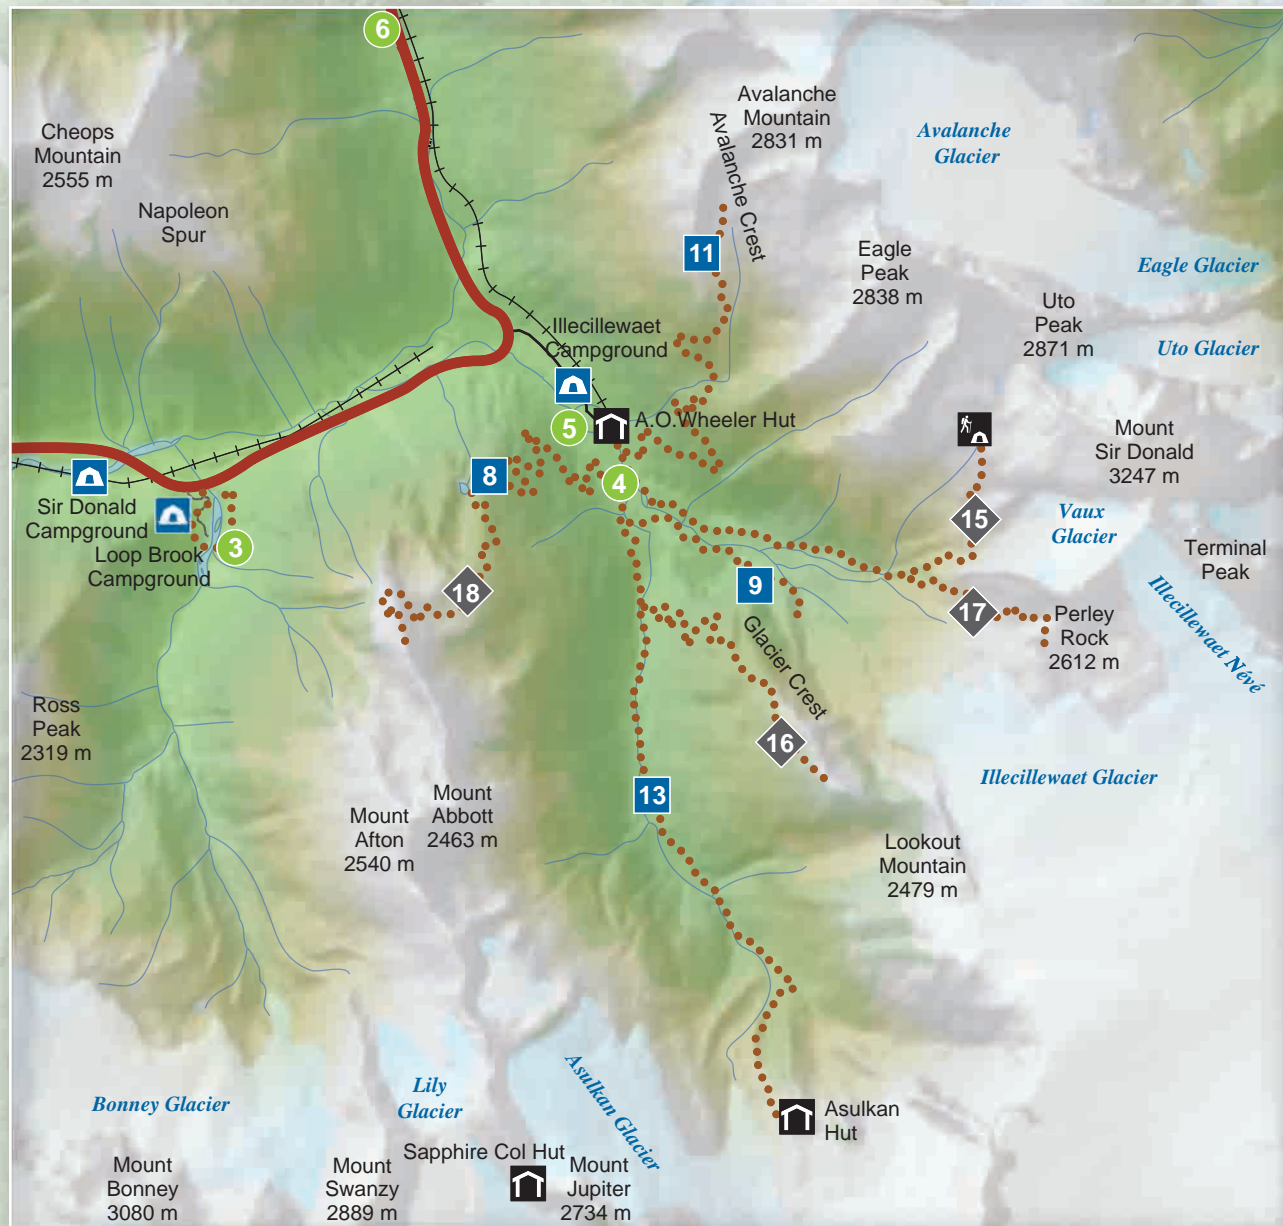 6
Cheops
Mountain
2555 m
Napoleon
Spur
Avalanche
Mountain
2831 m
Avalanche Crest
Avalanche
Glacier
11
Eagle
Peak
2838 m
Eagle Glacier
Uto
Peak
2871 m
Uto Glacier
Illecillewaet
Campground
5
A.O.Wheeler Hut
Mount
Sir Donald
3247 m
8
4
Sir Donald
Campground
Loop Brook
Campground
3
15
Vaux
Glacier
Terminal
Peak
Illecillewaet Névé
18
9
17
Perley
Rock
2612 m
Glacier Crest
Ross
Peak
2319 m
16
Illecillewaet Glacier
13
Mount
Abbott
2463 m
Mount
Afton
2540 m
Lookout
Mountain
2479 m
Bonney Glacier
Lily
Glacier
Asulkan Glacier
Asulkan
Hut
Sapphire Col Hut
Mount
Bonney
3080 m
Mount
Swanzy
2889 m
Mount
Jupiter
2734 m